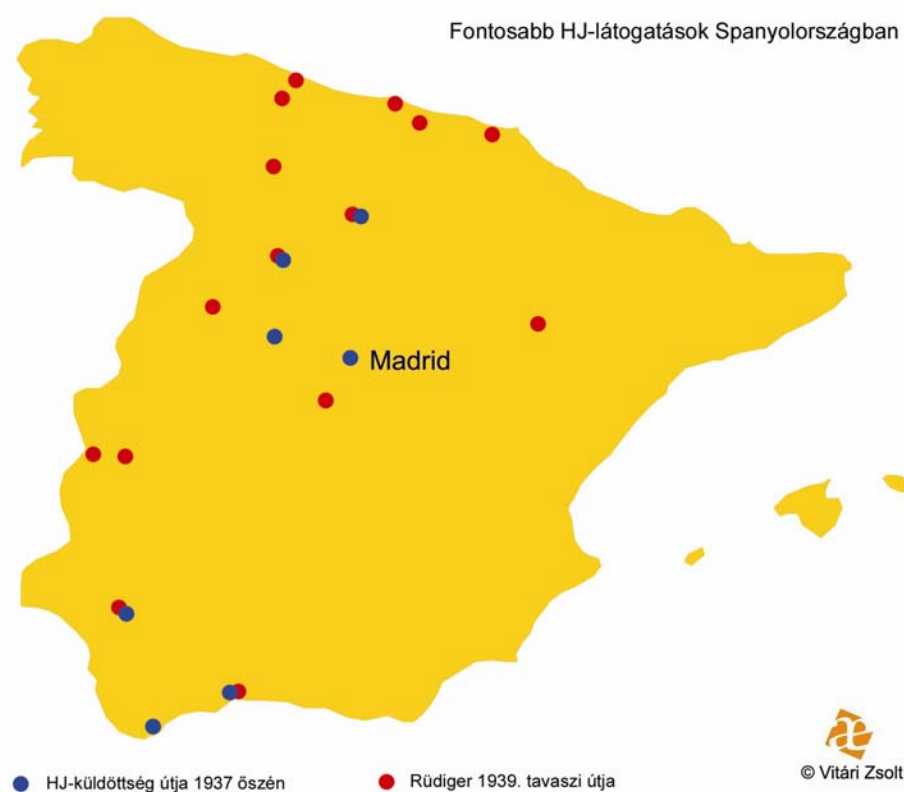 Fontosabb HJ-látogatások Spanyolországban
Madrid
HJ-küldöttség útja 1937 őszén
Rüdiger 1939. tavaszi útja
æ
© Vitári Zsolt